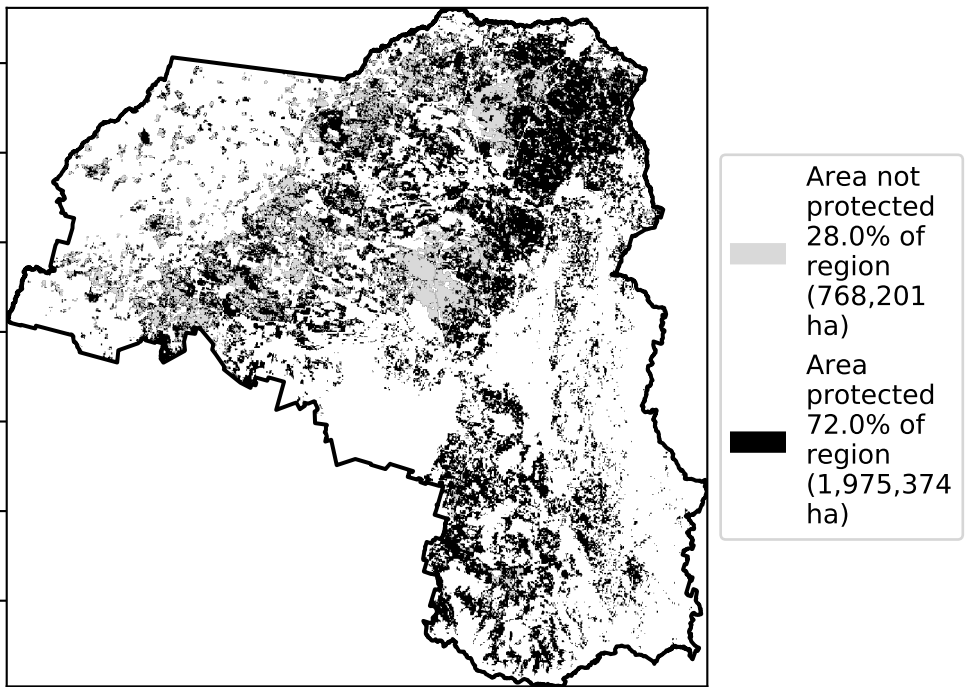 Area not
protected
28.0% of
region
(768,201
ha)
Area
protected
72.0% of
region
(1,975,374
ha)